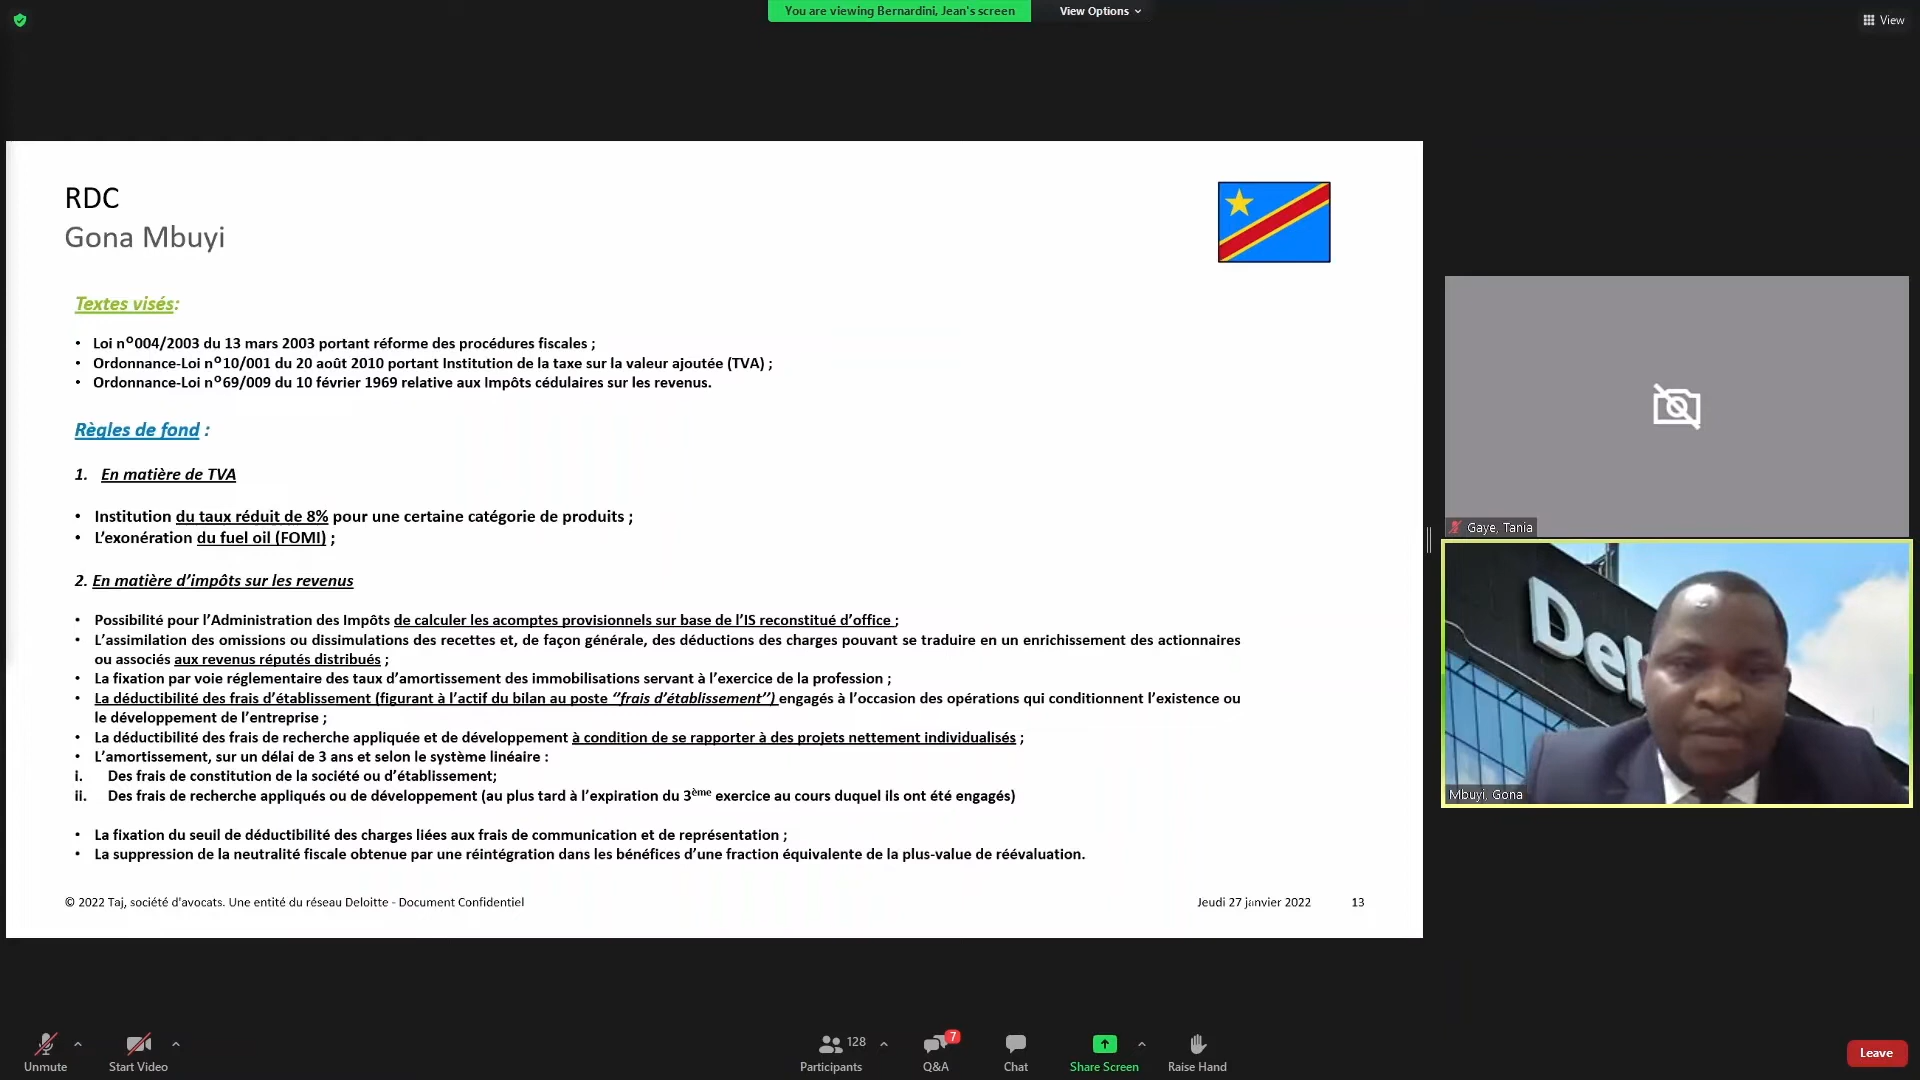 You are viewing Bernardini, Jean's screen
View Options
View
RDC
Gona Mbuyi
Textes visés:
• Loi n°004/2003 du 13 mars 2003 portant réforme des procédures fiscales ;
• Ordonnance-Loi n°10/001 du 20 août 2010 portant Institution de la taxe sur la valeur ajoutée (TVA) ;
• Ordonnance-Loi n°69/009 du 10 février 1969 relative aux Impôts cédulaires sur les revenus.
Règles de fond :
1. En matière de TVA
• Institution du taux réduit de 8% pour une certaine catégorie de produits ;
• L'exonération du fuel oil (FOMI) ;
2. En matière d'impôts sur les revenus
• Possibilité pour l'Administration des Impôts de calculer les acomptes provisionnels sur base de l'IS reconstitué d'office ;
• L'assimilation des omissions ou dissimulations des recettes et, de façon générale, des déductions des charges pouvant se traduire en un enrichissement des actionnaires
ou associés aux revenus réputés distribués ;
• La fixation par voie réglementaire des taux d'amortissement des immobilisations servant à l'exercice de la profession ;
• La déductibilité des frais d'établissement (figurant à l'actif du bilan au poste ''frais d'établissement'') engagés à l'occasion des opérations qui conditionnent l'existence ou
le développement de l'entreprise ;
• La déductibilité des frais de recherche appliquée et de développement à condition de se rapporter à des projets nettement individualisés ;
• L'amortissement, sur un délai de 3 ans et selon le système linéaire :
i. Des frais de constitution de la société ou d'établissement;
ii. Des frais de recherche appliqués ou de développement (au plus tard à l'expiration du 3ème exercice au cours duquel ils ont été engagés)
• La fixation du seuil de déductibilité des charges liées aux frais de communication et de représentation ;
• La suppression de la neutralité fiscale obtenue par une réintégration dans les bénéfices d'une fraction équivalente de la plus-value de réévaluation.
© 2022 Taj, société d'avocats. Une entité du réseau Deloitte - Document Confidentiel
Jeudi 27 janvier 2022
13
Gaye, Tania
Del
Mbuyi, Gona
Unmute
Start Video
128
Participants
7
Q&A
Chat
Share Screen
Raise Hand
Leave